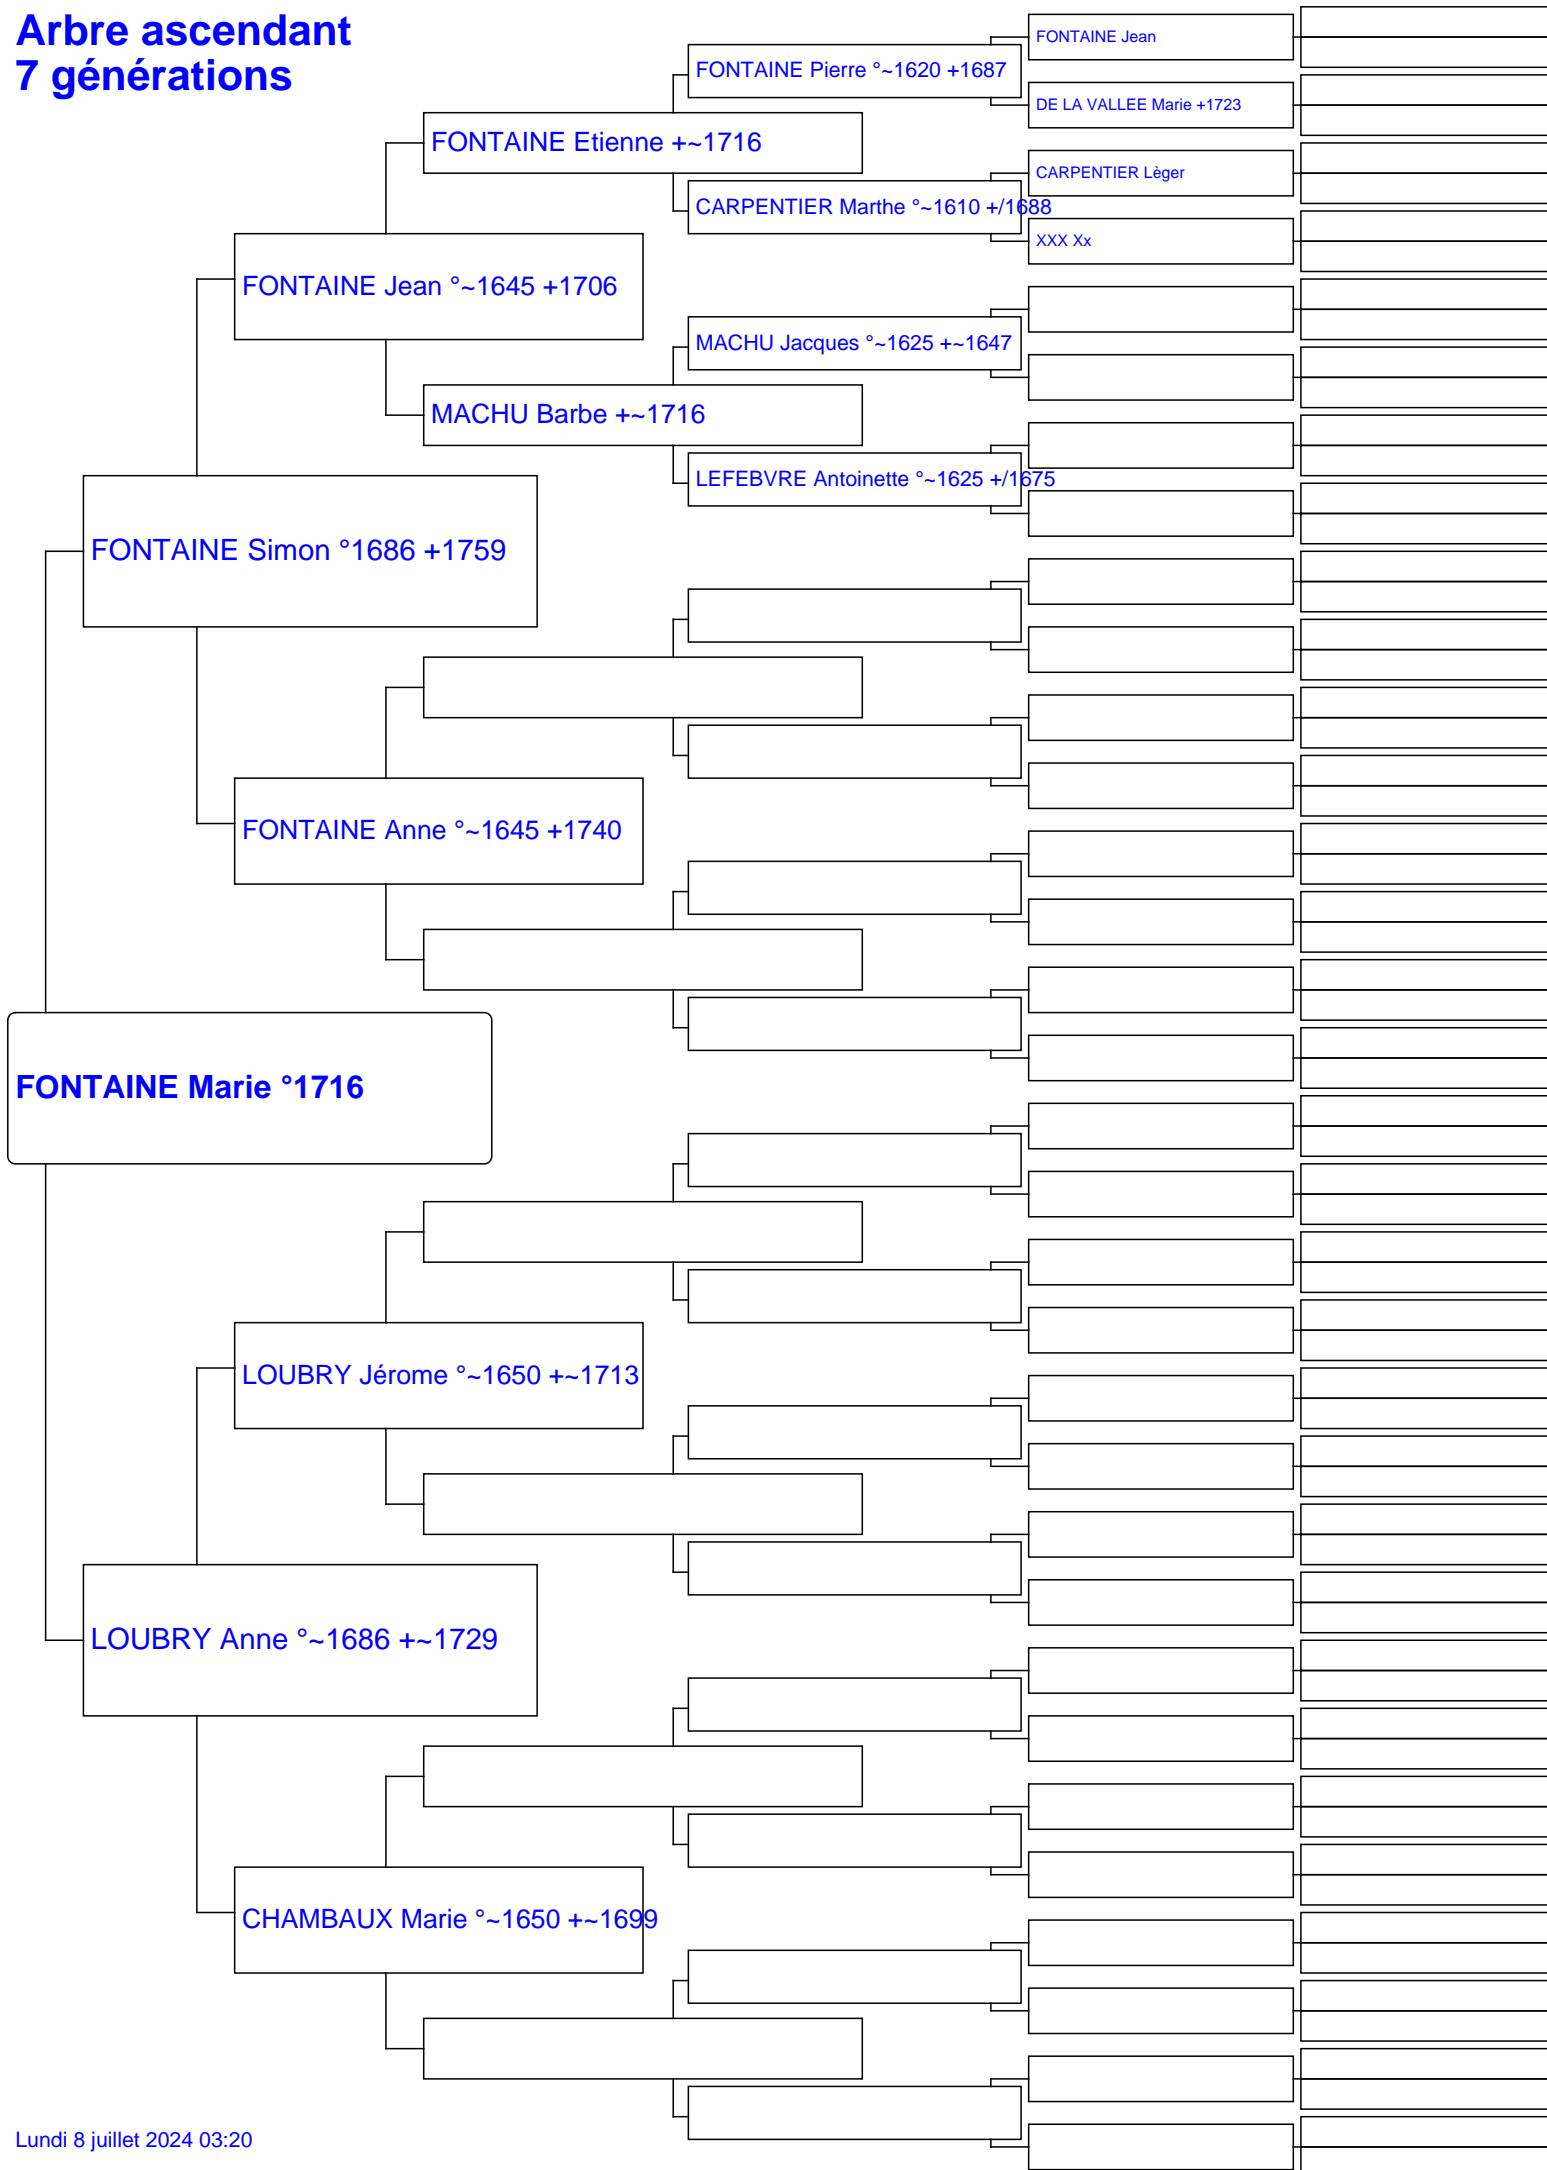 Arbre ascendant
7 générations
FONTAINE Jean
FONTAINE Pierre °~1620 +1687
DE LA VALLEE Marie +1723
FONTAINE Etienne +~1716
CARPENTIER Lèger
CARPENTIER Marthe °~1610 +/1688
XXX Xx
FONTAINE Jean °~1645 +1706
MACHU Jacques °~1625 +~1647
MACHU Barbe +~1716
LEFEBVRE Antoinette °~1625 +/1675
FONTAINE Simon °1686 +1759
FONTAINE Anne °~1645 +1740
FONTAINE Marie °1716
LOUBRY Jérome °~1650 +~1713
LOUBRY Anne °~1686 +~1729
CHAMBAUX Marie °~1650 +~1699
Lundi 8 juillet 2024 03:20